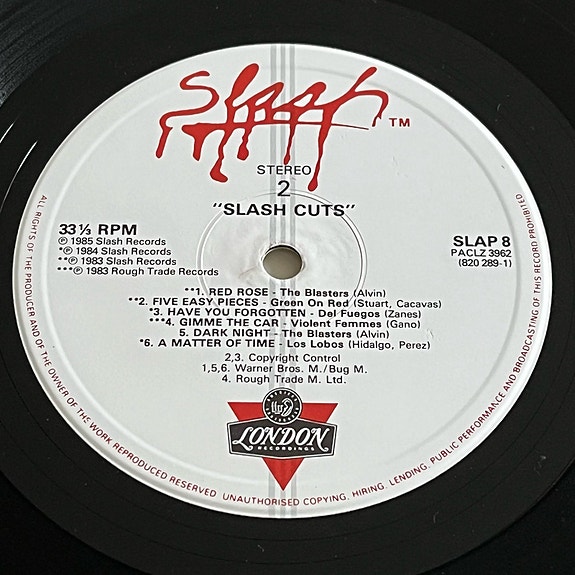 Slash TM
STEREO
2
"SLASH CUTS"
33 ⅓ RPM
℗ 1985 Slash Records
*℗ 1984 Slash Records
**℗ 1983 Slash Records
***℗ 1983 Rough Trade Records
SLAP 8
PACLZ 3962
(820 289-1)
**1. RED ROSE - The Blasters (Alvin)
**2. FIVE EASY PIECES - Green On Red (Stuart, Cacavas)
*3. HAVE YOU FORGOTTEN - Del Fuegos (Zanes)
***4. GIMME THE CAR - Violent Femmes (Gano)
5. DARK NIGHT - The Blasters (Alvin)
*6. A MATTER OF TIME - Los Lobos (Hidalgo, Perez)
2,3. Copyright Control
1,5,6. Warner Bros. M./Bug M.
4. Rough Trade M. Ltd.
LONDON
RECORDINGS
ALL RIGHTS OF THE PRODUCER AND OF THE OWNER OF THE WORK REPRODUCED RESERVED UNAUTHORISED COPYING, HIRING, LENDING, PUBLIC PERFORMANCE AND BROADCASTING OF THIS RECORD PROHIBITED